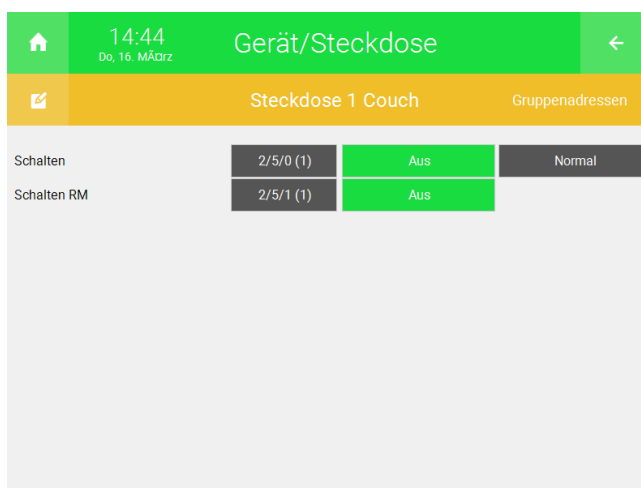 14:44
Do, 16. MÃ¤rz
Gerät/Steckdose
Steckdose 1 Couch
Gruppenadressen
Schalten
2/5/0 (1)
Aus
Normal
Schalten RM
2/5/1 (1)
Aus